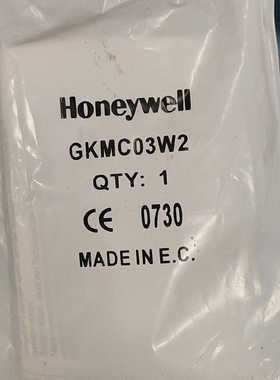 Honeywell
GKMC03W2
QTY: 1
CE 0730
MADE IN E.C.